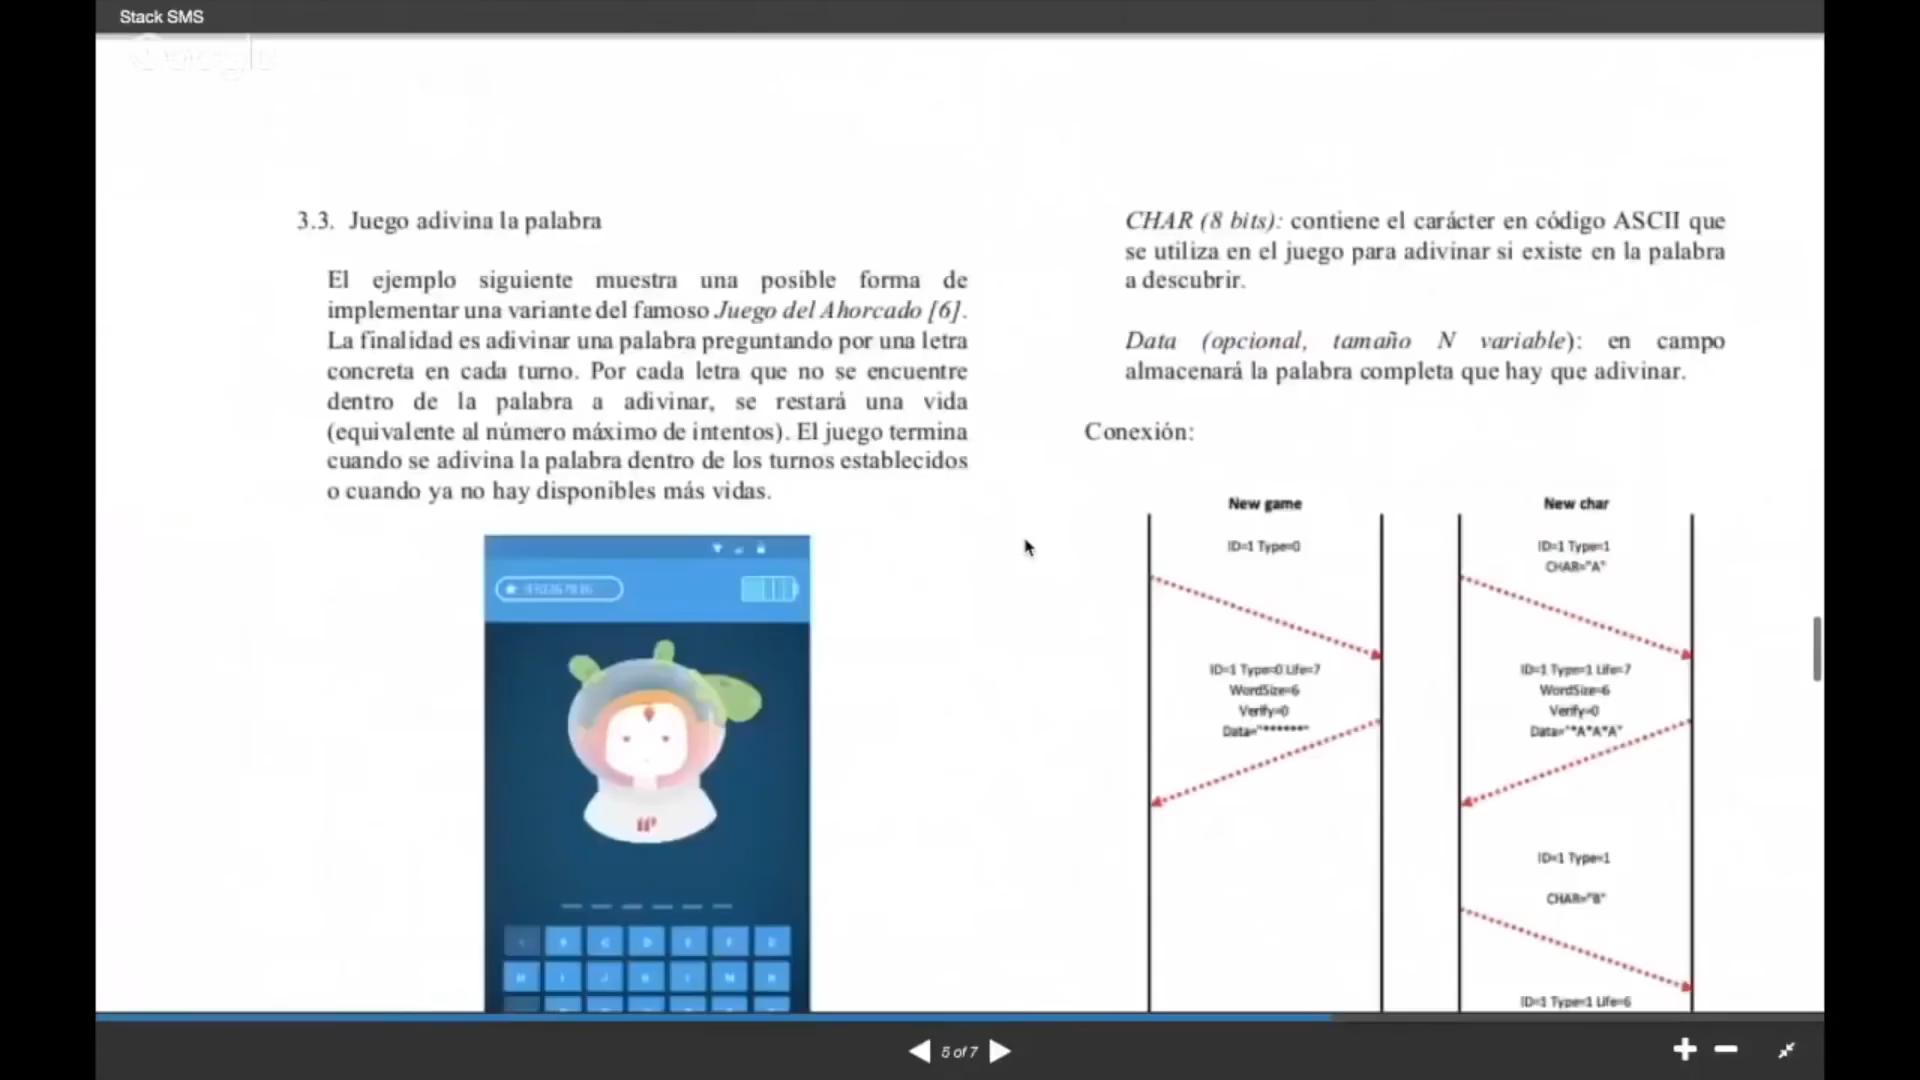 Stack SMS
3.3. Juego adivina la palabra
El ejemplo siguiente muestra una posible forma de
implementar una variante del famoso Juego del Ahorcado [6].
La finalidad es adivinar una palabra preguntando por una letra
concreta en cada turno. Por cada letra que no se encuentre
dentro de la palabra a adivinar, se restará una vida
(equivalente al número máximo de intentos). El juego termina
cuando se adivina la palabra dentro de los turnos establecidos
o cuando ya no hay disponibles más vidas.
CHAR (8 bits): contiene el carácter en código ASCII que
se utiliza en el juego para adivinar si existe en la palabra
a descubrir.
Data (opcional, tamaño N variable): en campo
almacenará la palabra completa que hay que adivinar.
Conexión:
New game
ID=1 Type=0
ID=1 Type=0 Life=7
WordSize=6
Verify=0
Data="******"
New char
ID=1 Type=1
CHAR="A"
ID=1 Type=1 Life=7
WordSize=6
Verify=0
Data="*A*A*A"
ID=1 Type=1
CHAR="B"
ID=1 Type=1 Life=6
5 of 7